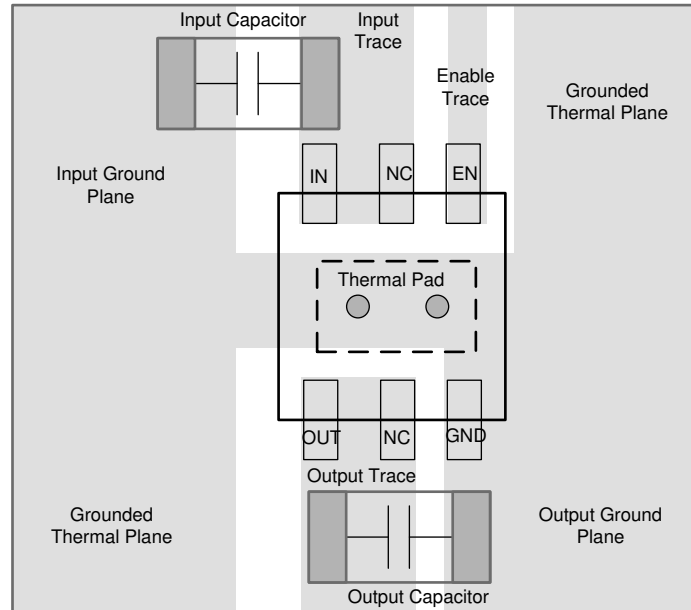 Input Capacitor
Input
Trace
Enable
Trace
Grounded
Thermal Plane
Input Ground
Plane
IN
NC
EN
Thermal Pad
OUT
NC
GND
Output Trace
Grounded
Thermal Plane
Output Ground
Plane
Output Capacitor